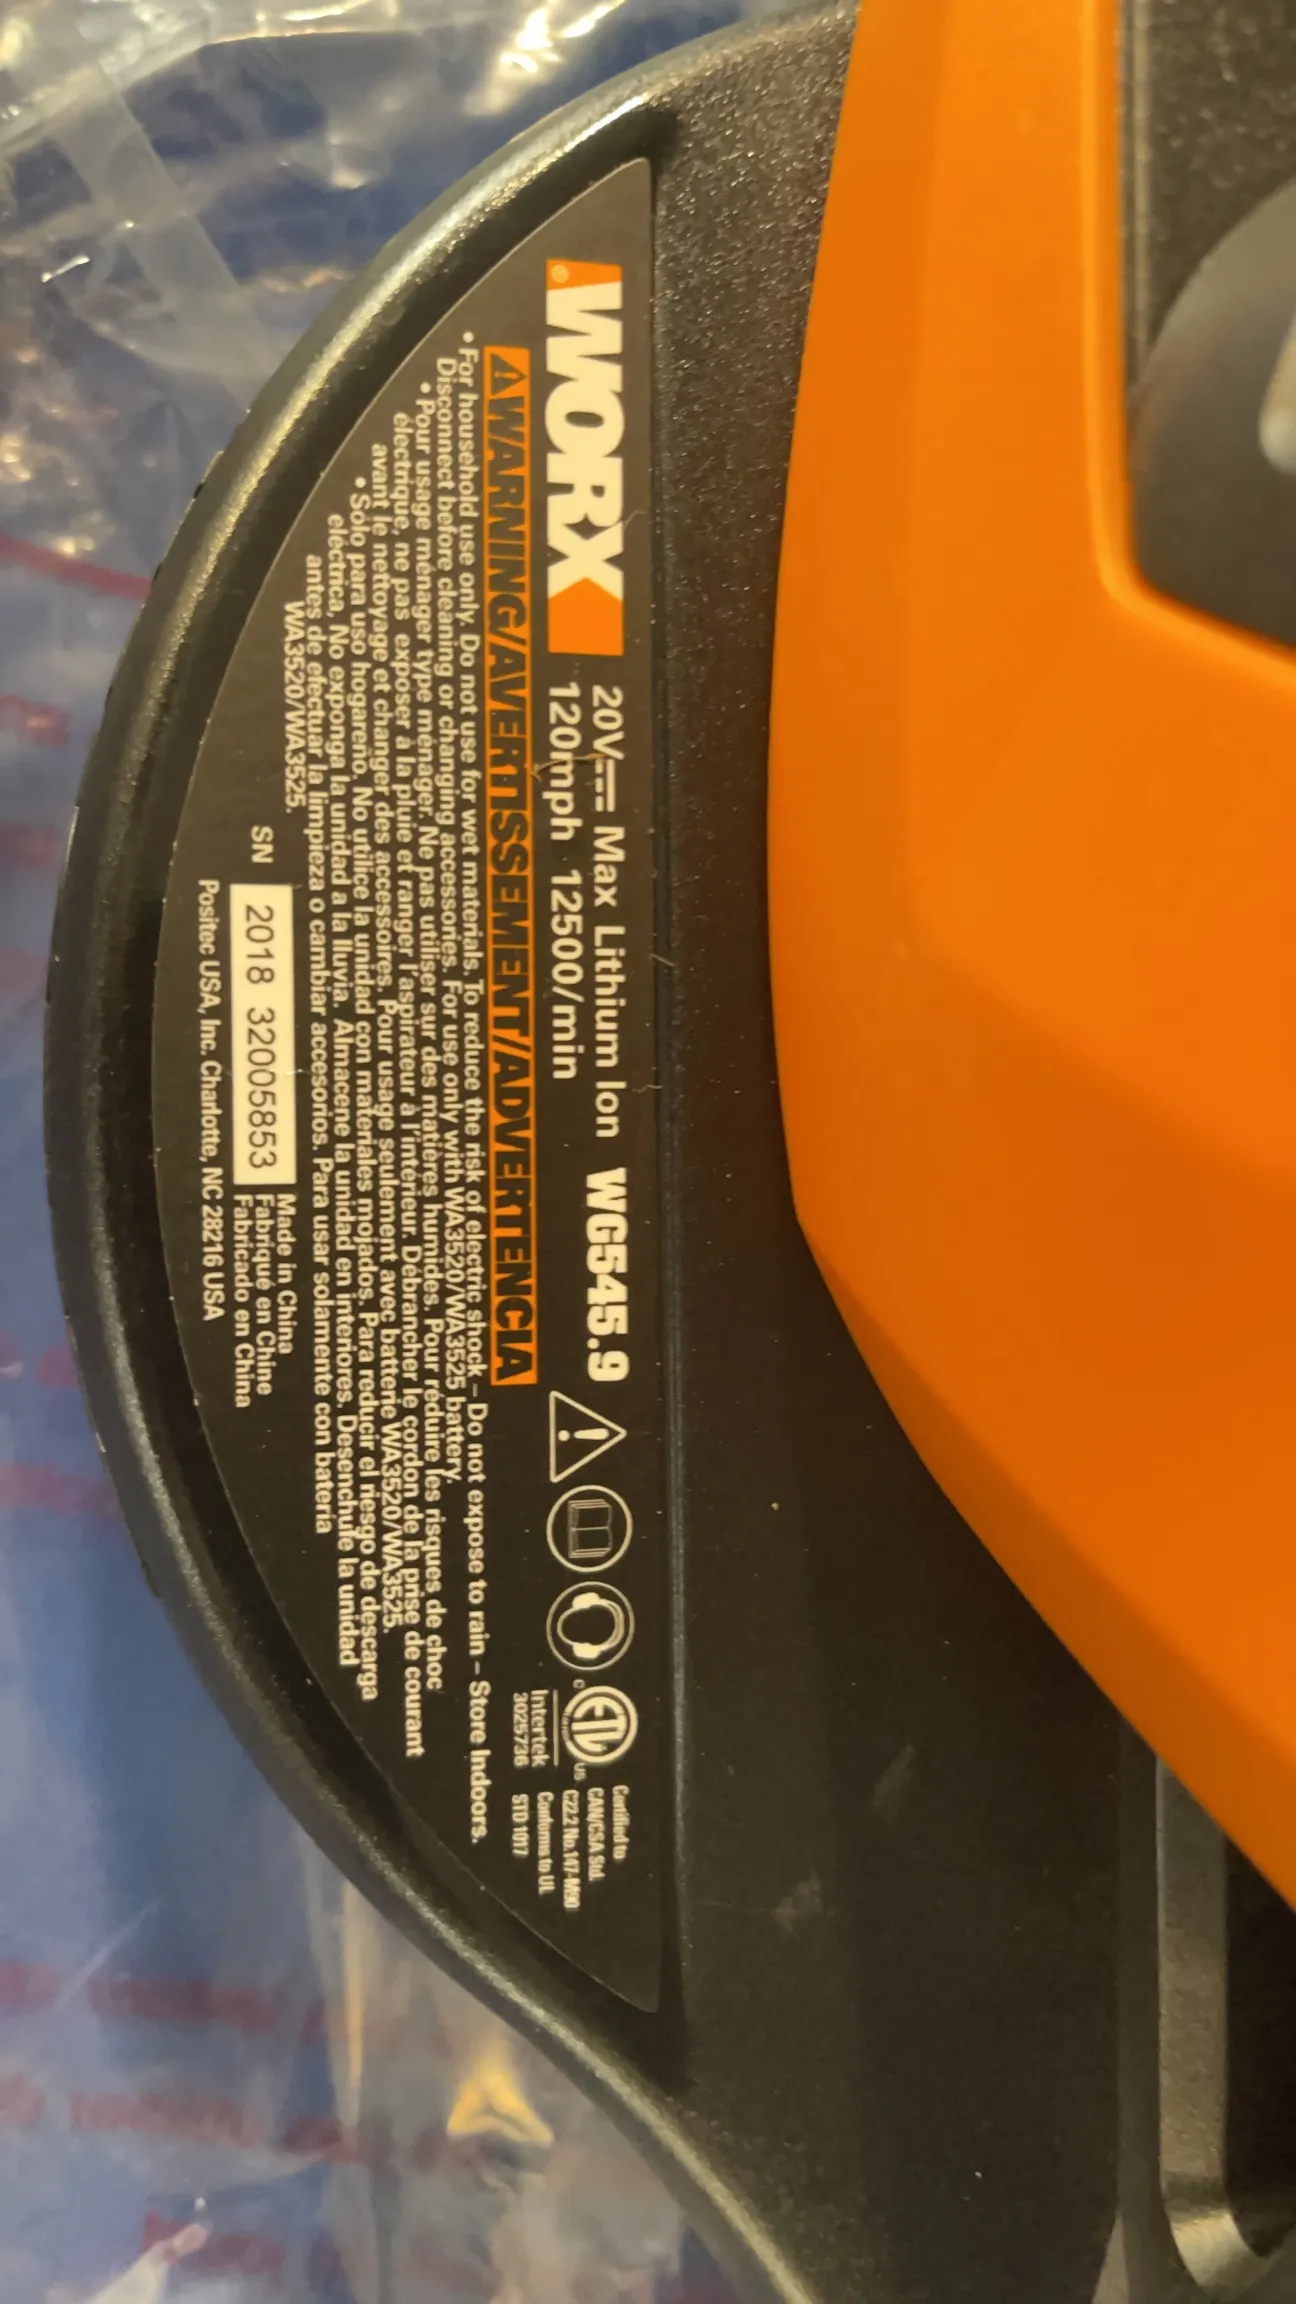 WORX®
20V Max Lithium Ion WG545.9
120mph 12500/min
WARNING/AVERTISSEMENT/ADVERTENCIA
• For household use only. Do not use for wet materials. To reduce the risk of electric shock – Do not expose to rain – Store Indoors.
Disconnect before cleaning or changing accessories. For use only with WA3520/WA3525 battery.
• Pour usage ménager type ménager. Ne pas utiliser sur des matières humides. Pour réduire les risques de choc
électrique, ne pas exposer à la pluie et ranger l'aspirateur à l'intérieur. Debrancher le cordon de la prise de courant
avant le nettoyage et changer des accessoires. Pour usage seulement avec batterie WA3520/WA3525.
• Sólo para uso hogareño. No utilice la unidad con materiales mojados. Para reducir el riesgo de descarga
eléctrica, No exponga la unidad a la lluvia. Almacene la unidad en interiores. Desenchufe la unidad
antes de efectuar la limpieza o cambiar accesorios. Para usar solamente con batería
WA3520/WA3525.
SN 2018 32005853
Made in China
Fabriqué en Chine
Fabricado en China
Positec USA, Inc. Charlotte, NC 28216 USA
c ETL us
Intertek
3025736
Certified to
CAN/CSA Std.
C22.2 No.147-M90
Conforms to UL
STD 1017